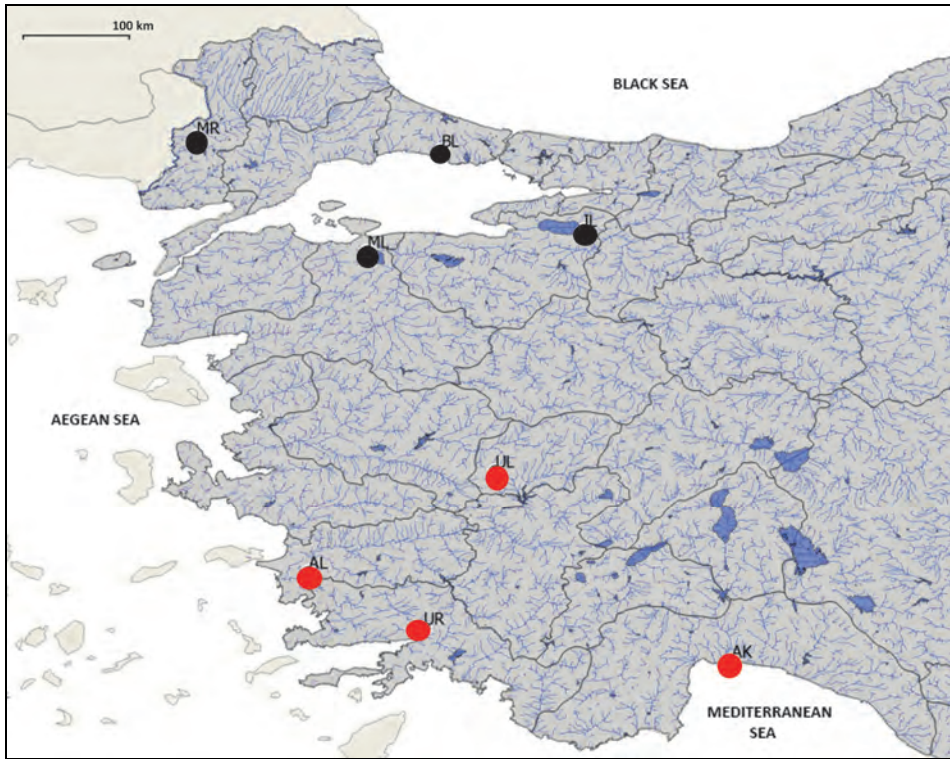 100 km
BLACK SEA
MR
BL
IL
ML
AEGEAN SEA
UL
AL
UR
AK
MEDITERRANEAN
SEA